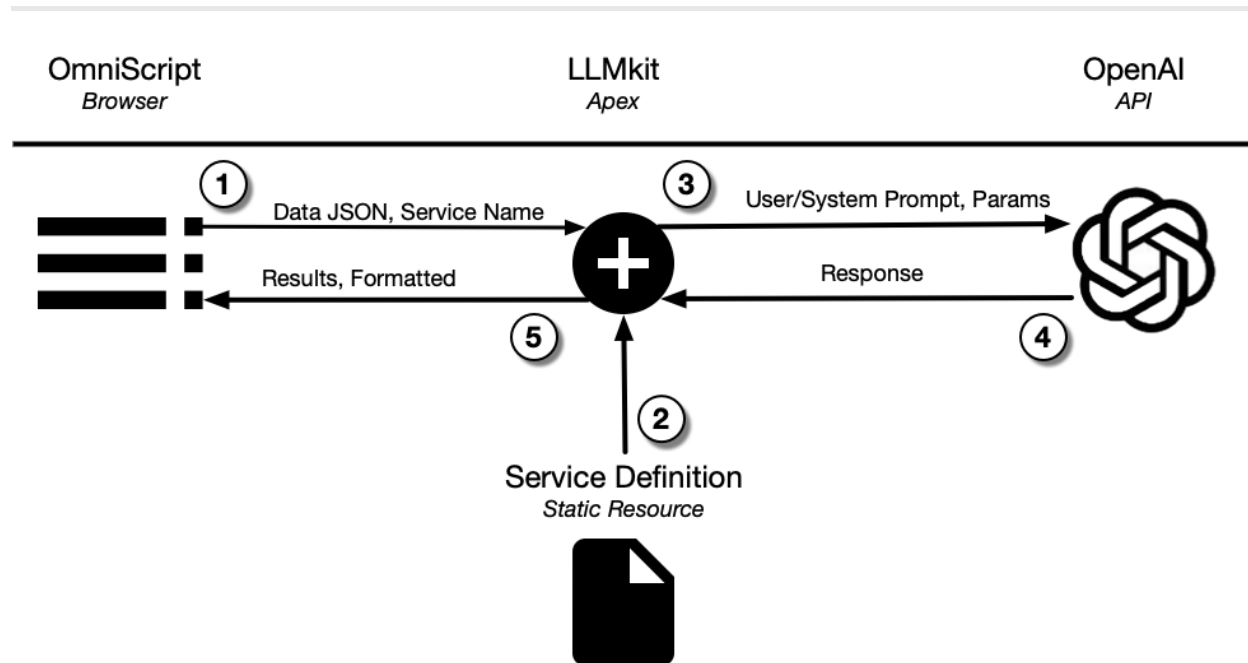 OmniScript
Browser
LLMkit
Apex
OpenAI
API
1
Data JSON, Service Name
3
User/System Prompt, Params
Results, Formatted
5
Response
4
2
Service Definition
Static Resource